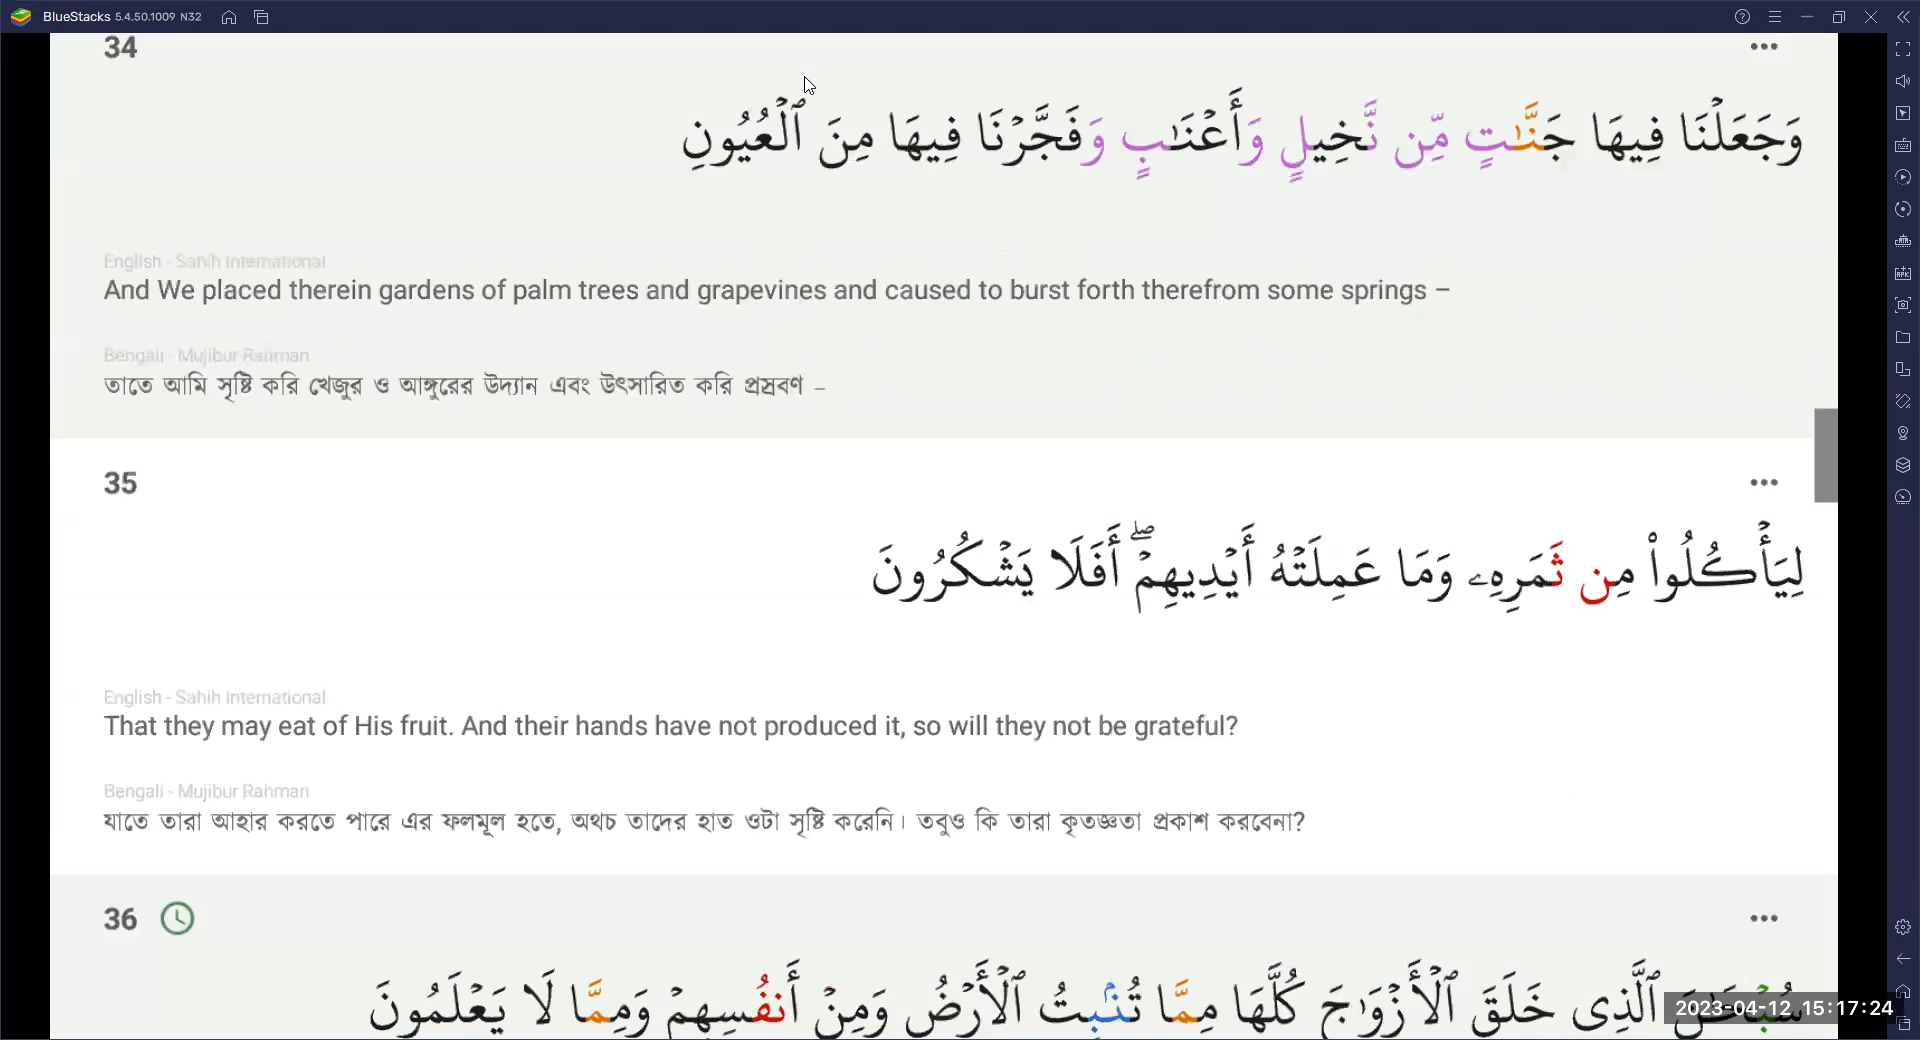 BlueStacks 5.4.50.1009 N32
34
وَجَعَلْنَا فِيهَا جَنَّٰتٍ مِّن نَّخِيلٍ وَأَعْنَٰبٍ وَفَجَّرْنَا فِيهَا مِنَ ٱلْعُيُونِ
English - Sahih International
And We placed therein gardens of palm trees and grapevines and caused to burst forth therefrom some springs –
Bengali - Mujibur Rahman
তাতে আমি সৃষ্টি করি খেজুর ও আঙ্গুরের উদ্যান এবং উৎসারিত করি প্রস্রবণ –
35
لِيَأْكُلُوا۟ مِن ثَمَرِهِۦ وَمَا عَمِلَتْهُ أَيْدِيهِمْ ۖ أَفَلَا يَشْكُرُونَ
English - Sahih International
That they may eat of His fruit. And their hands have not produced it, so will they not be grateful?
Bengali - Mujibur Rahman
যাতে তারা আহার করতে পারে এর ফলমূল হতে, অথচ তাদের হাত ওটা সৃষ্টি করেনি। তবুও কি তারা কৃতজ্ঞতা প্রকাশ করবেনা?
36
ٱلَّذِى خَلَقَ ٱلْأَزْوَٰجَ كُلَّهَا مِمَّا تُنۢبِتُ ٱلْأَرْضُ وَمِنْ أَنفُسِهِمْ وَمِمَّا لَا يَعْلَمُونَ
2023-04-12 15:17:24